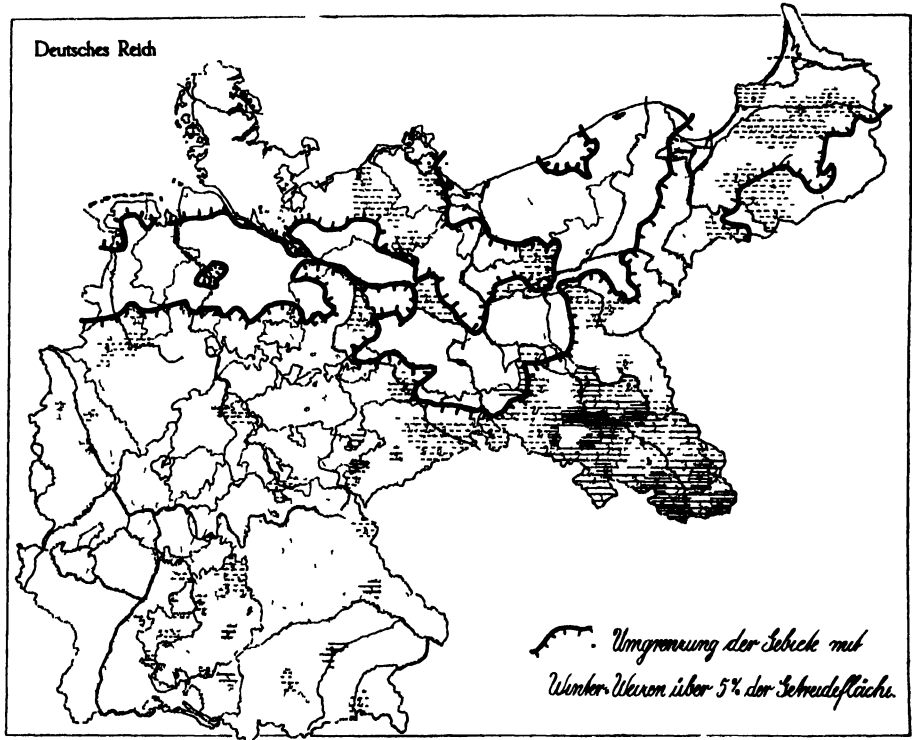 Deutsches Reich
Umgrenzung der Gebiete mit
Winter-Weizen über 5% der Getreidefläche.